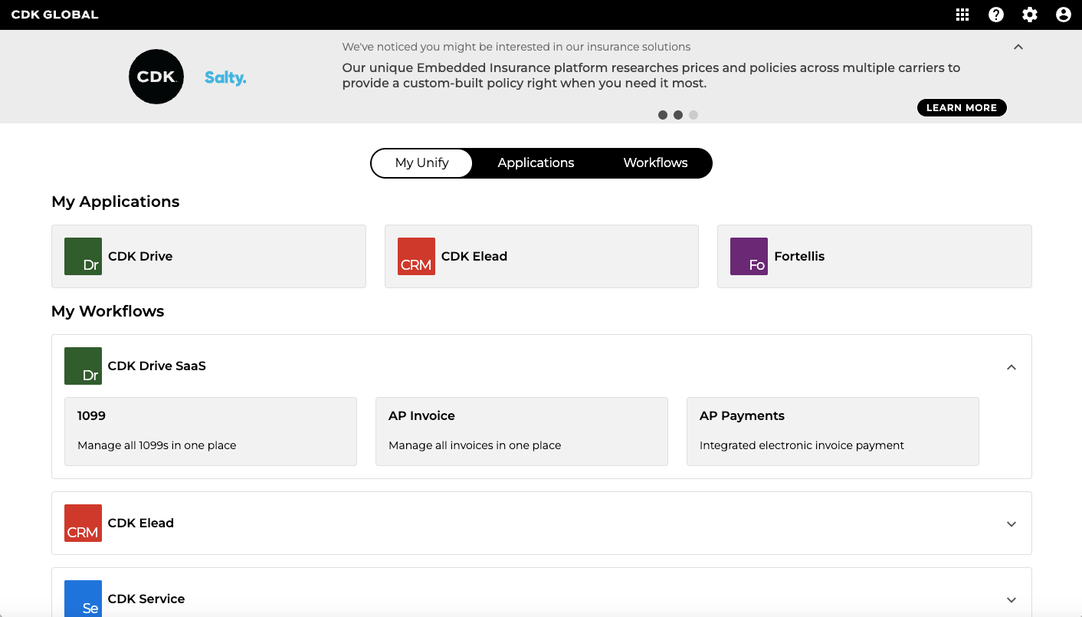 CDK GLOBAL
We've noticed you might be interested in our insurance solutions
CDK
Salty.
Our unique Embedded Insurance platform researches prices and policies across multiple carriers to
provide a custom-built policy right when you need it most.
LEARN MORE
My Unify
Applications
Workflows
My Applications
Dr
CDK Drive
CRM
CDK Elead
Fo
Fortellis
My Workflows
Dr
CDK Drive SaaS
1099
Manage all 1099s in one place
AP Invoice
Manage all invoices in one place
AP Payments
Integrated electronic invoice payment
CRM
CDK Elead
Se
CDK Service